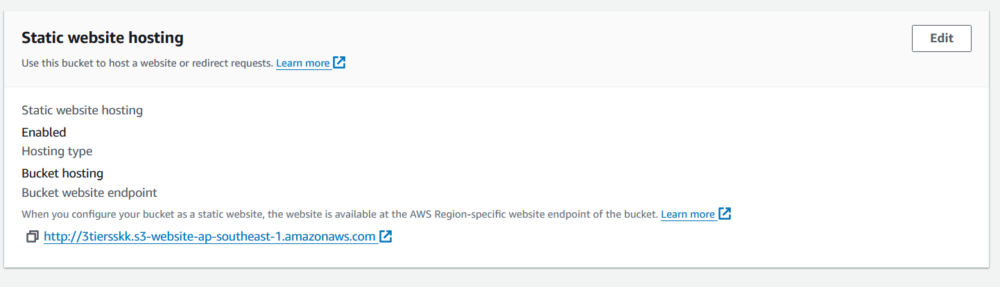 Static website hosting
Edit
Use this bucket to host a website or redirect requests. Learn more
Static website hosting
Enabled
Hosting type
Bucket hosting
Bucket website endpoint
When you configure your bucket as a static website, the website is available at the AWS Region-specific website endpoint of the bucket. Learn more
http://3tiersskk.s3-website-ap-southeast-1.amazonaws.com